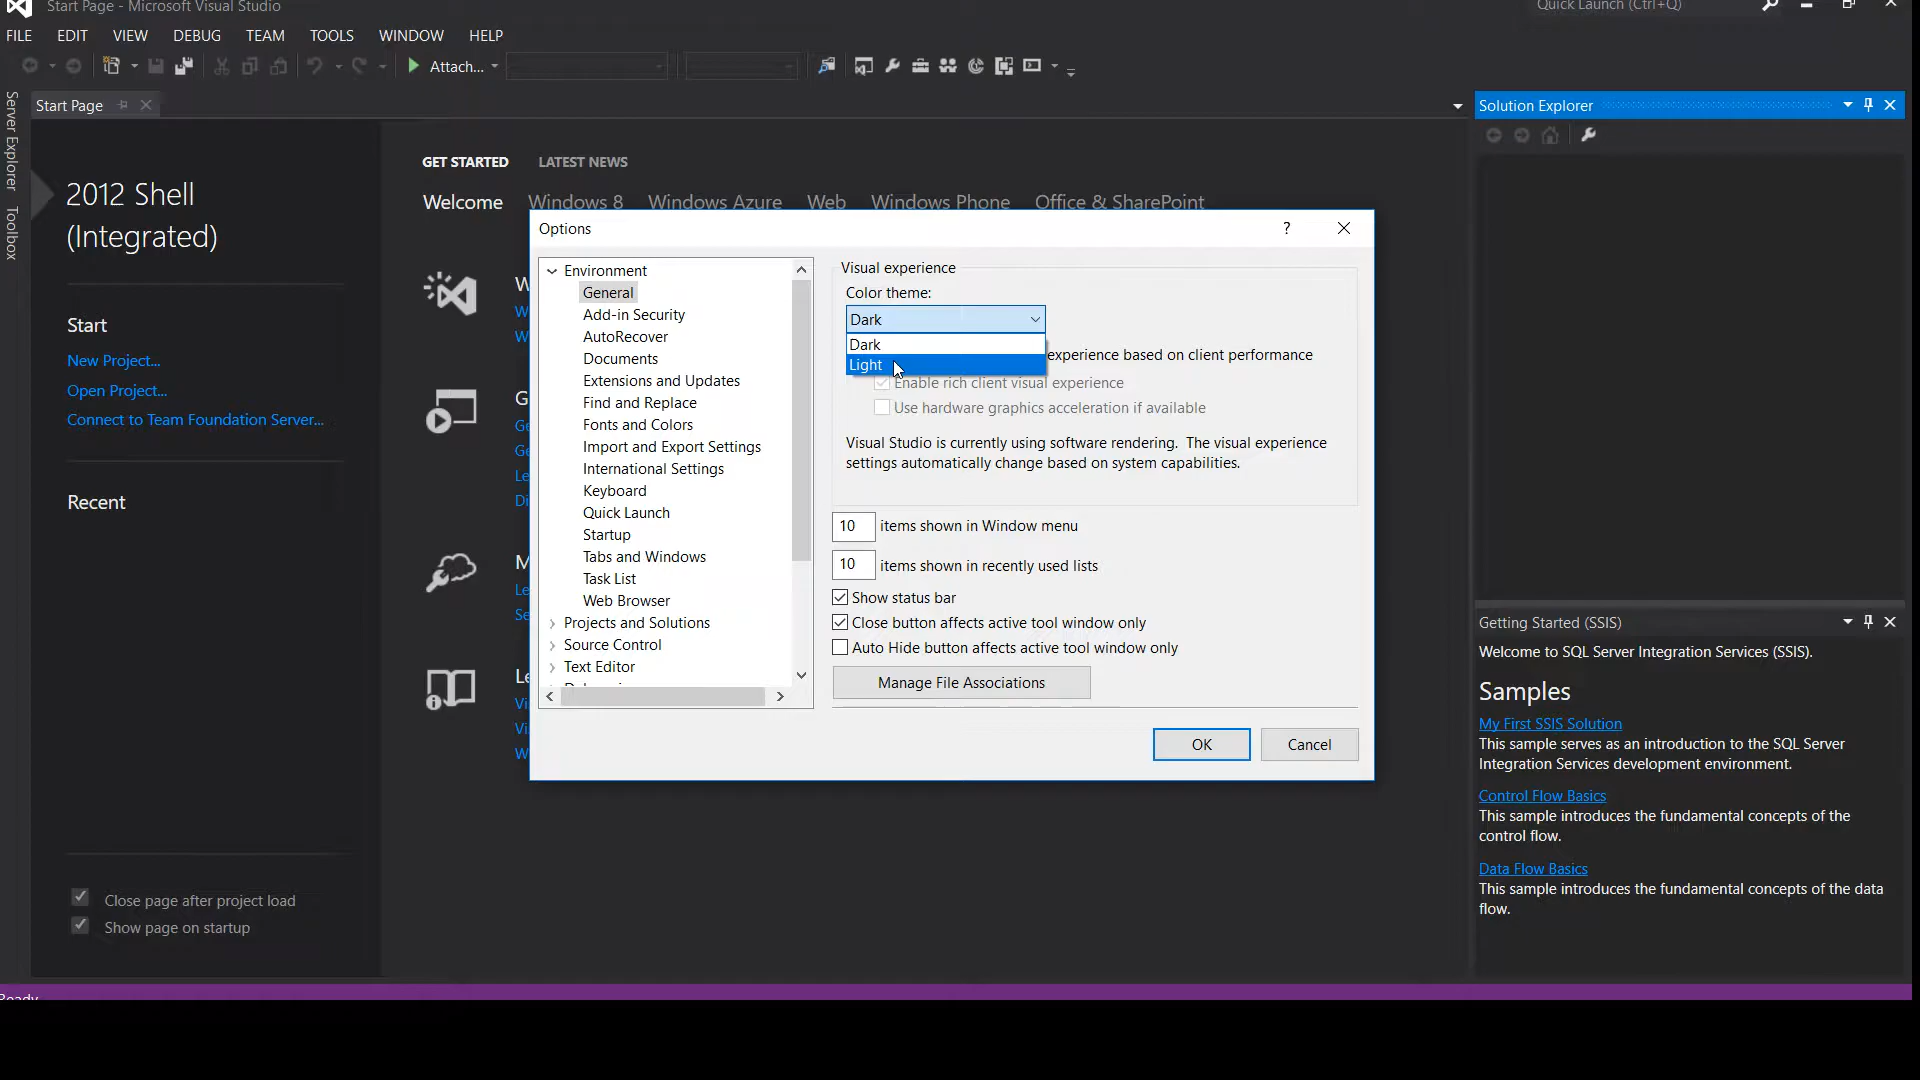 Start Page - Microsoft Visual Studio
Quick Launch (Ctrl+Q)
FILE EDIT VIEW DEBUG TEAM TOOLS WINDOW HELP
Attach...
Server Explorer
Toolbox
Start Page
2012 Shell
(Integrated)
Start
New Project...
Open Project...
Connect to Team Foundation Server...
Recent
Close page after project load
Show page on startup
GET STARTED LATEST NEWS
Welcome Windows 8 Windows Azure Web Windows Phone Office & SharePoint
Options
?
Environment
General
Add-in Security
AutoRecover
Documents
Extensions and Updates
Find and Replace
Fonts and Colors
Import and Export Settings
International Settings
Keyboard
Quick Launch
Startup
Tabs and Windows
Task List
Web Browser
Projects and Solutions
Source Control
Text Editor
Visual experience
Color theme:
Dark
Dark
Light
experience based on client performance
Enable rich client visual experience
Use hardware graphics acceleration if available
Visual Studio is currently using software rendering. The visual experience
settings automatically change based on system capabilities.
10 items shown in Window menu
10 items shown in recently used lists
Show status bar
Close button affects active tool window only
Auto Hide button affects active tool window only
Manage File Associations
OK Cancel
Solution Explorer
Getting Started (SSIS)
Welcome to SQL Server Integration Services (SSIS).
Samples
My First SSIS Solution
This sample serves as an introduction to the SQL Server
Integration Services development environment.
Control Flow Basics
This sample introduces the fundamental concepts of the
control flow.
Data Flow Basics
This sample introduces the fundamental concepts of the data
flow.
Ready